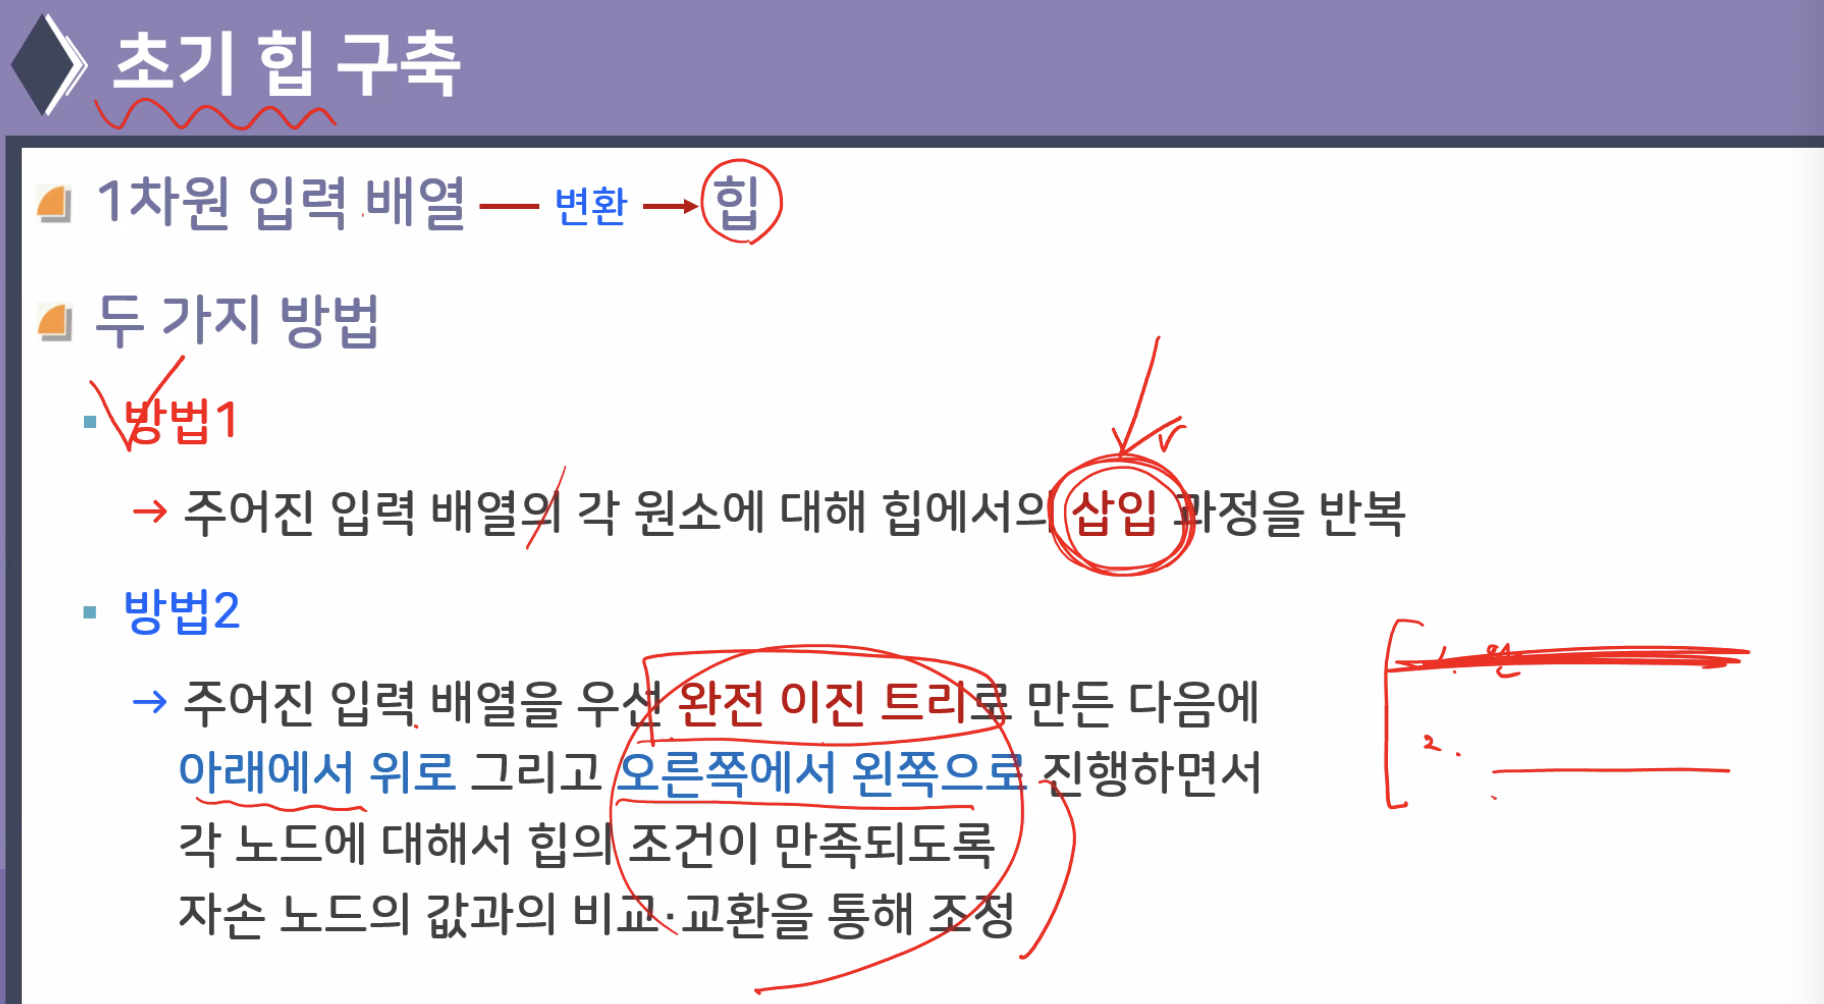 초기 힙 구축
1차원 입력 배열 변환 힙
두 가지 방법
방법1
→ 주어진 입력 배열의 각 원소에 대해 힙에서의 삽입 과정을 반복
방법2
→ 주어진 입력 배열을 우선 완전 이진 트리로 만든 다음에
아래에서 위로 그리고 오른쪽에서 왼쪽으로 진행하면서
각 노드에 대해서 힙의 조건이 만족되도록
자손 노드의 값과의 비교·교환을 통해 조정
2.